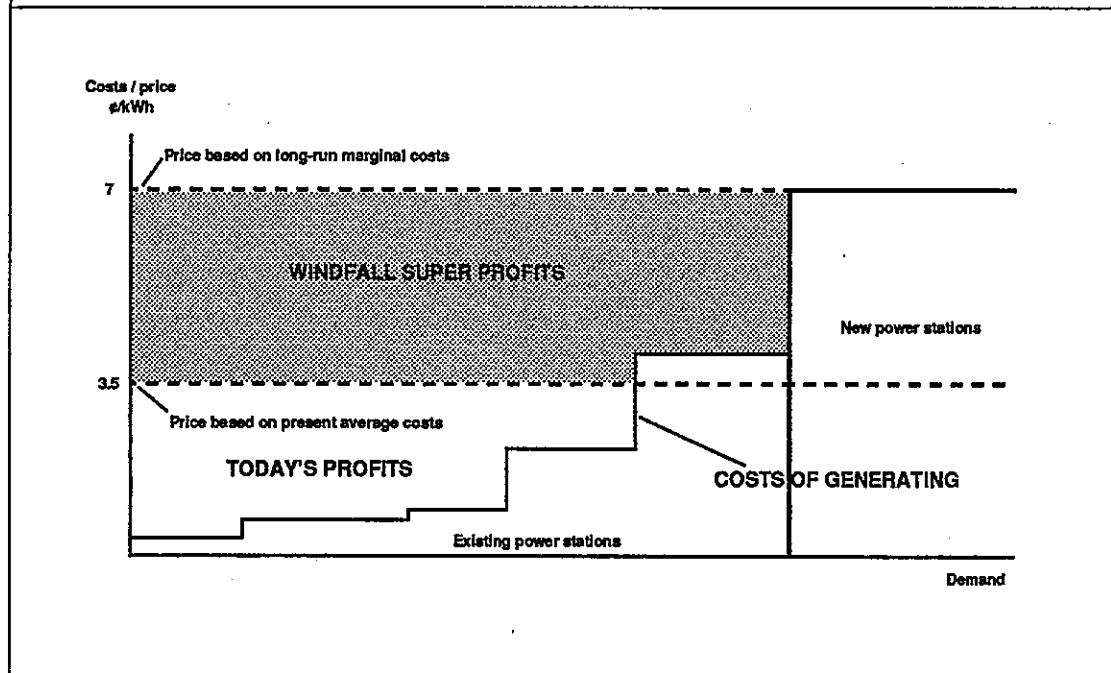 Costs / price
¢/kWh
Price based on long-run marginal costs
7
WINDFALL SUPER PROFITS
New power stations
3.5
Price based on present average costs
TODAY'S PROFITS
COSTS OF GENERATING
Existing power stations
Demand